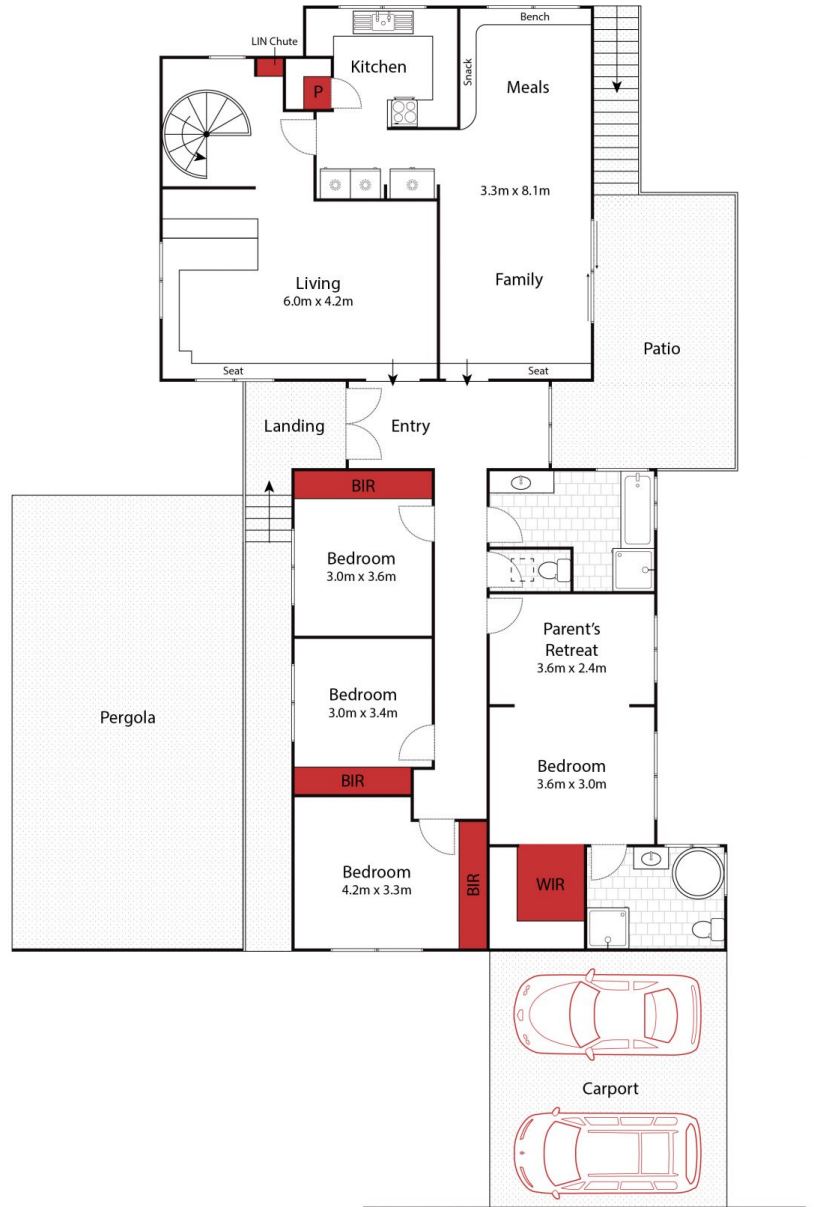 Bench
LIN Chute
Kitchen
Snack
Meals
P
3.3m x 8.1m
Living
6.0m x 4.2m
Family
Patio
Seat
Seat
Landing
Entry
BIR
Bedroom
3.0m x 3.6m
Parent's
Retreat
3.6m x 2.4m
Bedroom
3.0m x 3.4m
Pergola
Bedroom
3.6m x 3.0m
BIR
Bedroom
4.2m x 3.3m
BIR
WIR
Carport